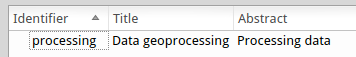 Identifier Title Abstract
processing Data geoprocessing Processing data